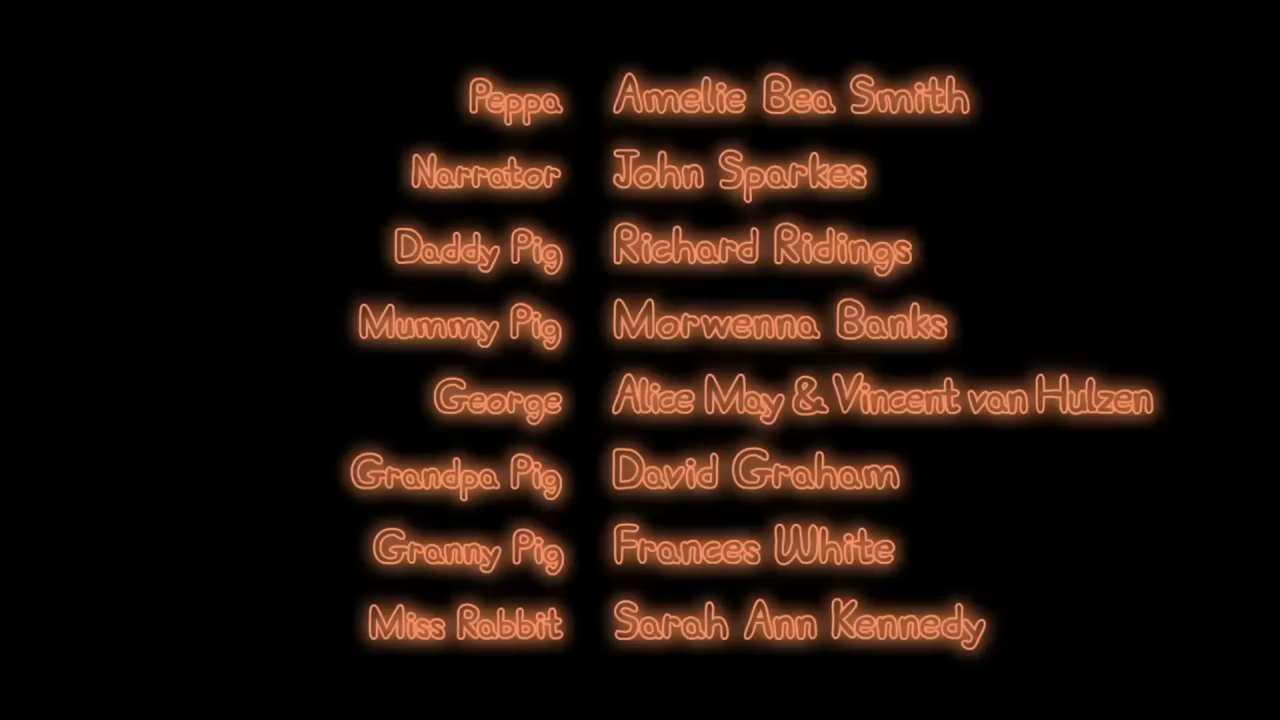 Peppa Amelie Bea Smith
Narrator John Sparkes
Daddy Pig Richard Ridings
Mummy Pig Morwenna Banks
George Alice May & Vincent van Hulzen
Grandpa Pig David Graham
Granny Pig Frances White
Miss Rabbit Sarah Ann Kennedy